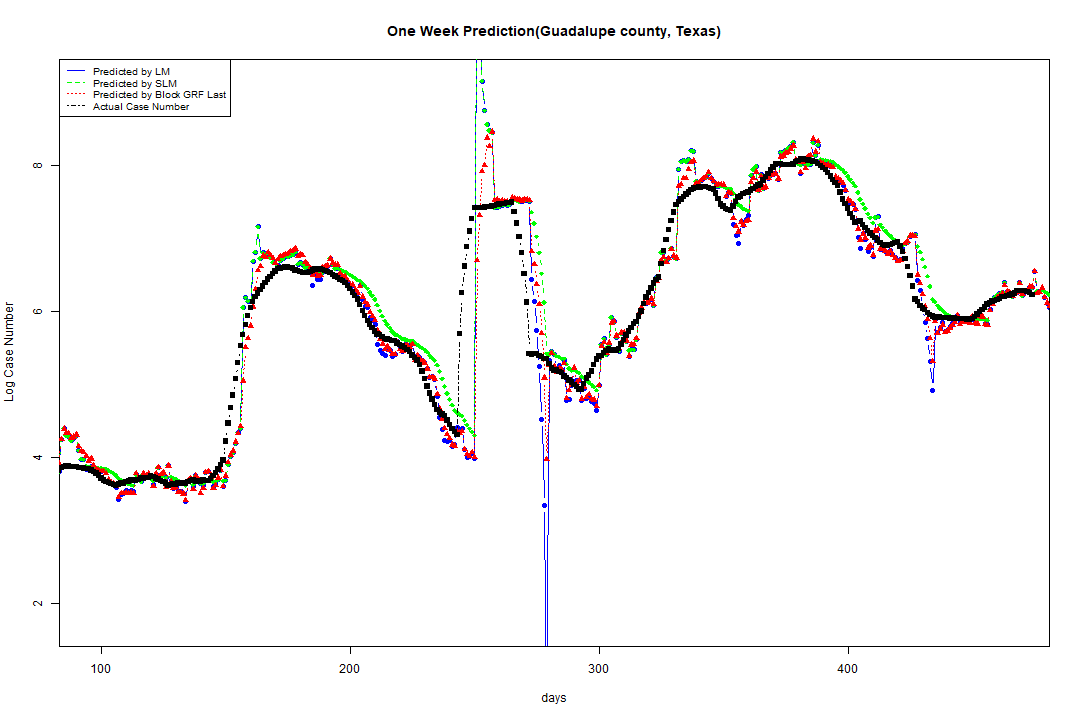 One Week Prediction(Guadalupe county, Texas)
Predicted by LM
Predicted by SLM
Predicted by Block GRF Last
Actual Case Number
Log Case Number
8
6
4
2
100 200 300 400
days